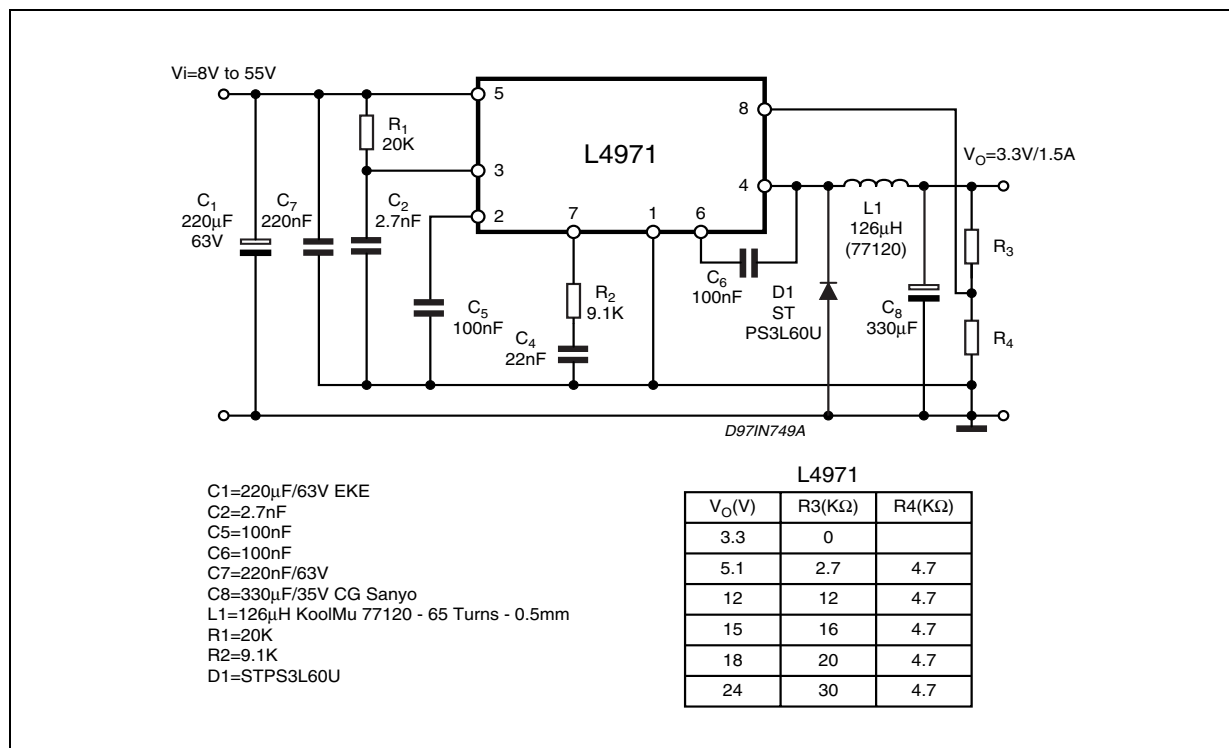 Vi=8V to 55V
R1
20K
C1
220µF
63V
C7
220nF
C2
2.7nF
5
3
2
L4971
8
4
7
1
6
VO=3.3V/1.5A
L1
126µH
(77120)
R3
R4
C6
100nF
D1
ST
PS3L60U
C8
330µF
R2
9.1K
C5
100nF
C4
22nF
D97IN749A
C1=220µF/63V EKE
C2=2.7nF
C5=100nF
C6=100nF
C7=220nF/63V
C8=330µF/35V CG Sanyo
L1=126µH KoolMu 77120 - 65 Turns - 0.5mm
R1=20K
R2=9.1K
D1=STPS3L60U
L4971
VO(V) R3(KΩ) R4(KΩ)
3.3 0
5.1 2.7 4.7
12 12 4.7
15 16 4.7
18 20 4.7
24 30 4.7